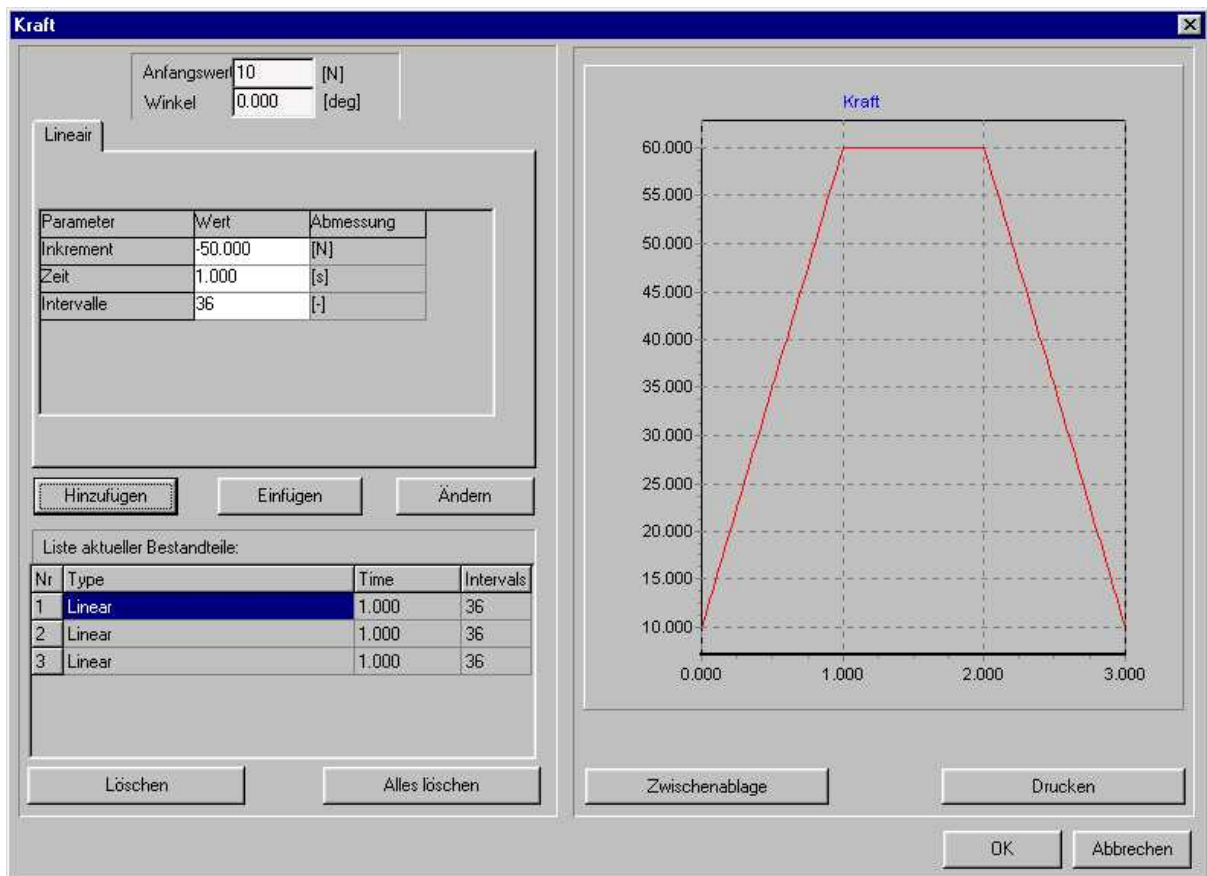 Kraft
Anfangswert 10 [N]
Winkel 0.000 [deg]
Lineair
Parameter Wert Abmessung
Inkrement -50.000 [N]
Zeit 1.000 [s]
Intervalle 36 [-]
Hinzufügen Einfügen Ändern
Liste aktueller Bestandteile:
Nr Type Time Intervals
1 Linear 1.000 36
2 Linear 1.000 36
3 Linear 1.000 36
Löschen Alles löschen
Kraft
60.000
55.000
50.000
45.000
40.000
35.000
30.000
25.000
20.000
15.000
10.000
0.000 1.000 2.000 3.000
Zwischenablage Drucken
OK Abbrechen